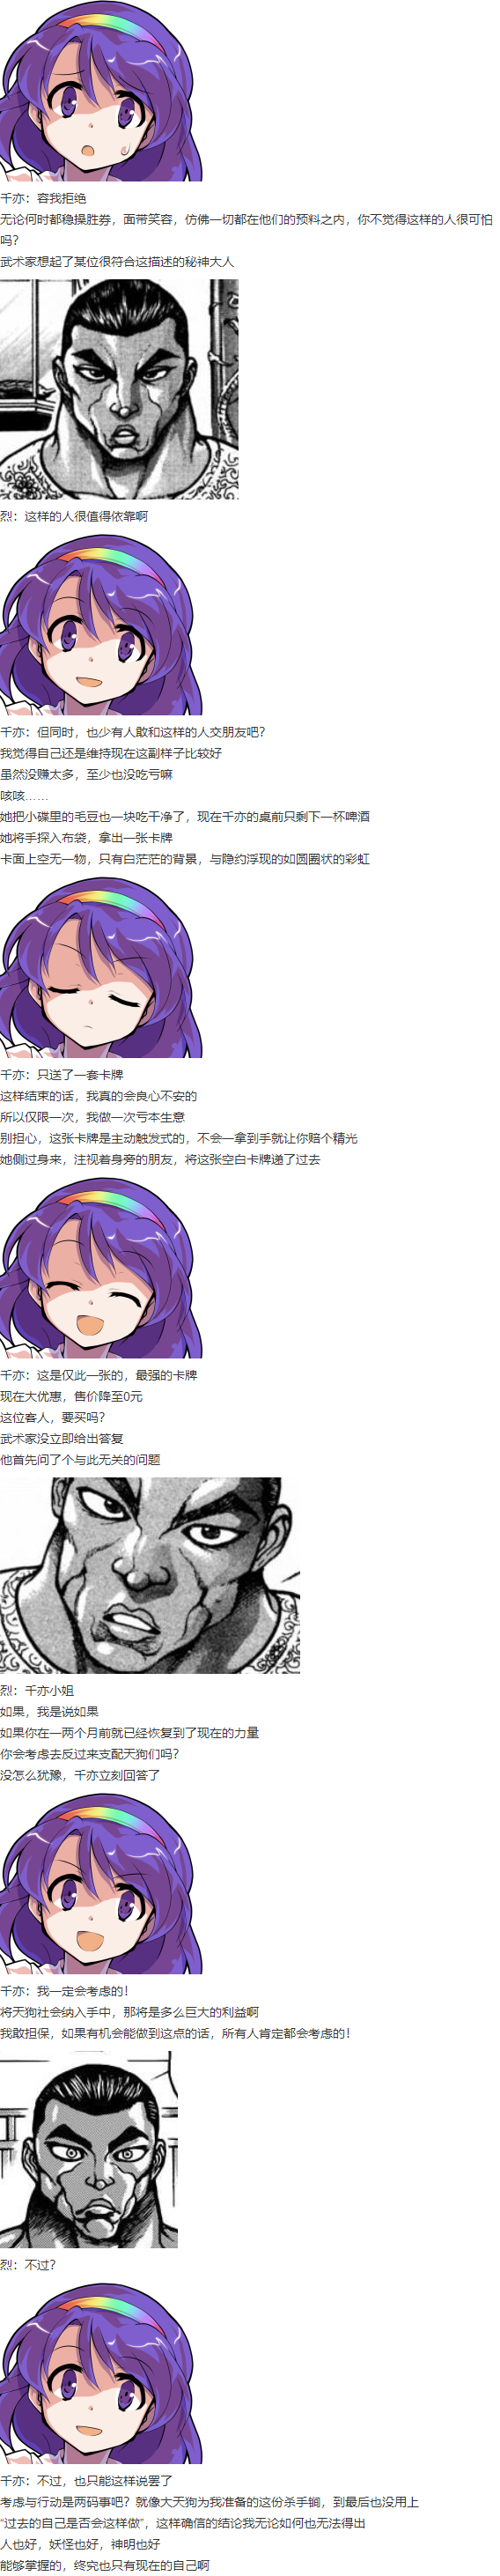 千亦：容我拒绝
无论何时都稳操胜券，面带笑容，仿佛一切都在他们的预料之内，你不觉得这样的人很可怕
吗？
武术家想起了某位很符合这描述的秘神大人
烈：这样的人很值得依靠啊
千亦：但同时，也少有人敢和这样的人交朋友吧？
我觉得自己还是维持现在这副样子比较好
虽然没赚太多，至少也没吃亏嘛
咳咳……
她把小碟里的毛豆也一块吃干净了，现在千亦的桌前只剩下一杯啤酒
她将手探入布袋，拿出一张卡牌
卡面上空无一物，只有白茫茫的背景，与隐约浮现的如圆圈状的彩虹
千亦：只送了一套卡牌
这样结束的话，我真的会良心不安的
所以仅限一次，我做一次亏本生意
别担心，这张卡牌是主动触发式的，不会一拿到手就让你赔个精光
她侧过身来，注视着身旁的朋友，将这张空白卡牌递了过去
千亦：这是仅此一张的，最强的卡牌
现在大优惠，售价降至0元
这位客人，要买吗？
武术家没立即给出答复
他首先问了个与此无关的问题
烈：千亦小姐
如果，我是说如果
如果你在一两个月前就已经恢复到了现在的力量
你会考虑去反过来支配天狗们吗？
没怎么犹豫，千亦立刻回答了
千亦：我一定会考虑的！
将天狗社会纳入手中，那将是多么巨大的利益啊
我敢担保，如果有机会能做到这点的话，所有人肯定都会考虑的！
烈：不过？
千亦：不过，也只能这样说罢了
考虑与行动是两码事吧？就像大天狗为我准备的这份杀手锏，到最后也没用上
“过去的自己是否会这样做”，这样确信的结论我无论如何也无法得出
人也好，妖怪也好，神明也好
能够掌握的，终究也只有现在的自己啊